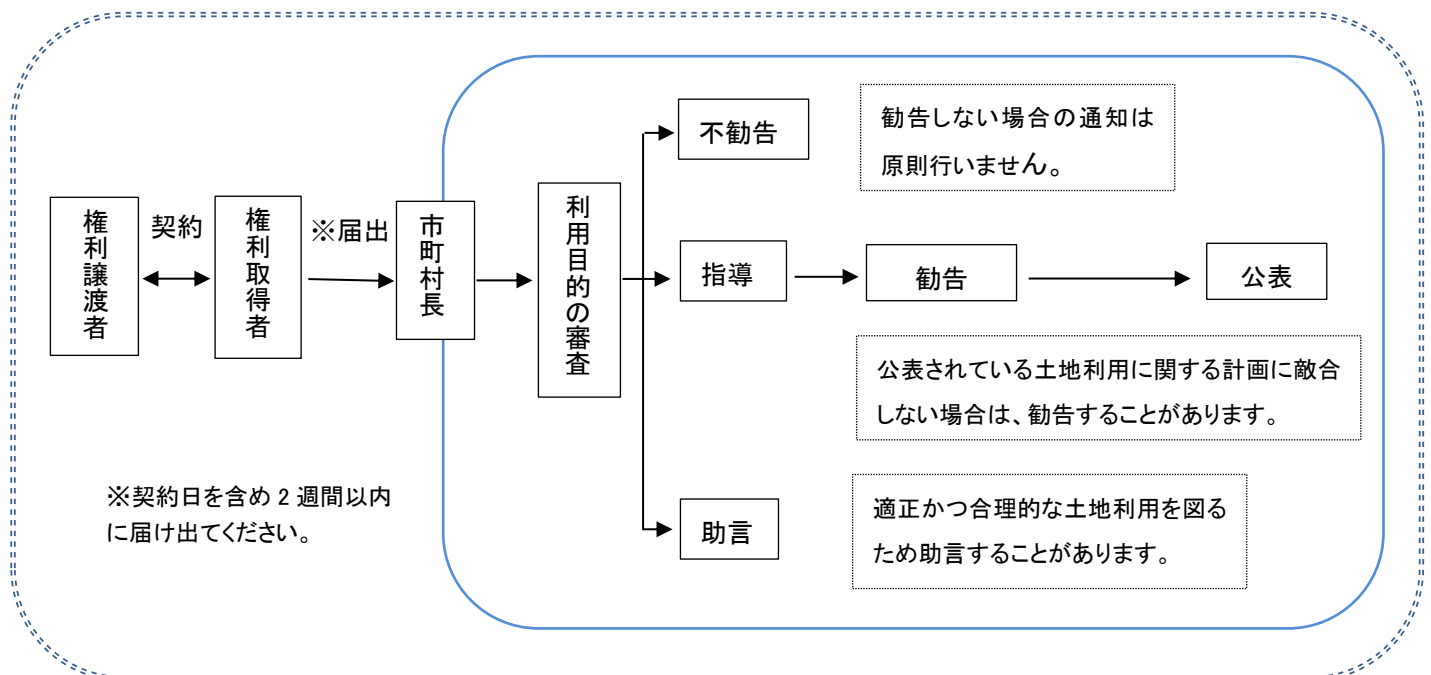 権利譲渡者
契約
権利取得者
※届出
市町村長
利用目的の審査
不勧告
勧告しない場合の通知は
原則行いません。
指導
勧告
公表
公表されている土地利用に関する計画に敵合
しない場合は、勧告することがあります。
助言
適正かつ合理的な土地利用を図る
ため助言することがあります。
※契約日を含め 2 週間以内
に届け出てください。